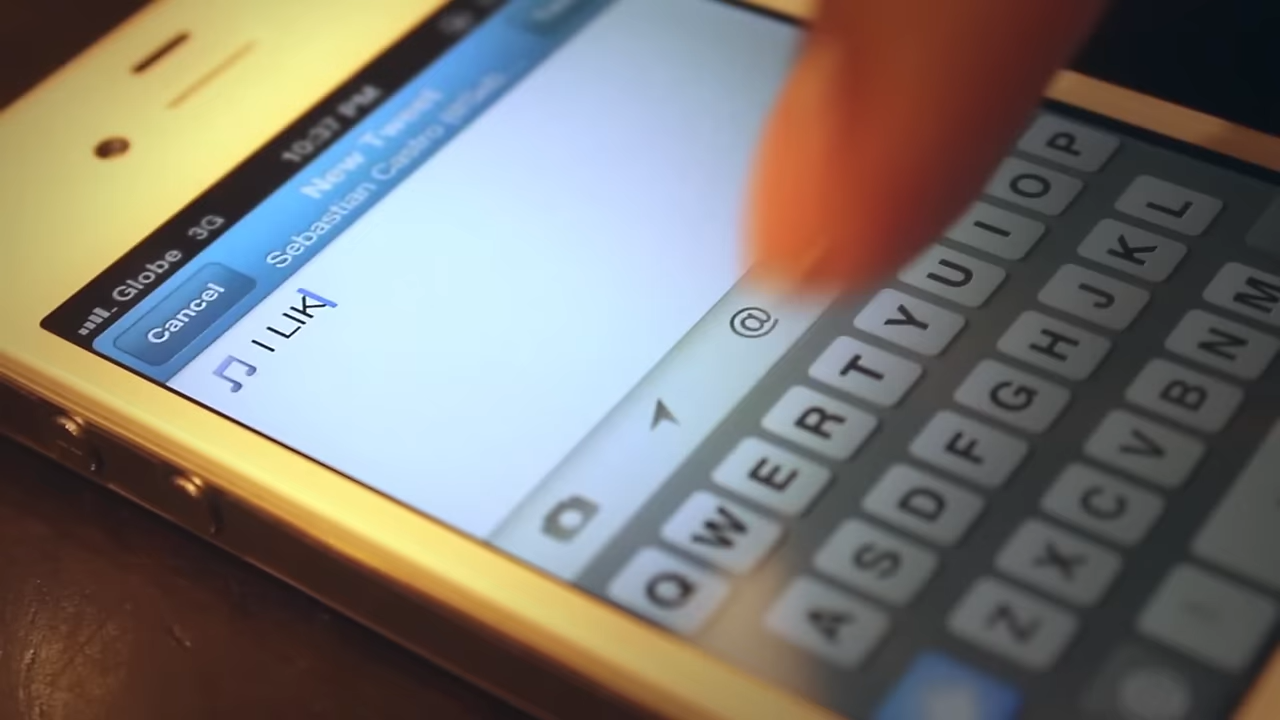 Globe 3G 10:37 PM
Cancel
New Tweet
Sebastian Castro
♫ I LIK
@
Q W E R T Y U I O P
A S D F G H J K L
Z X C V B N M